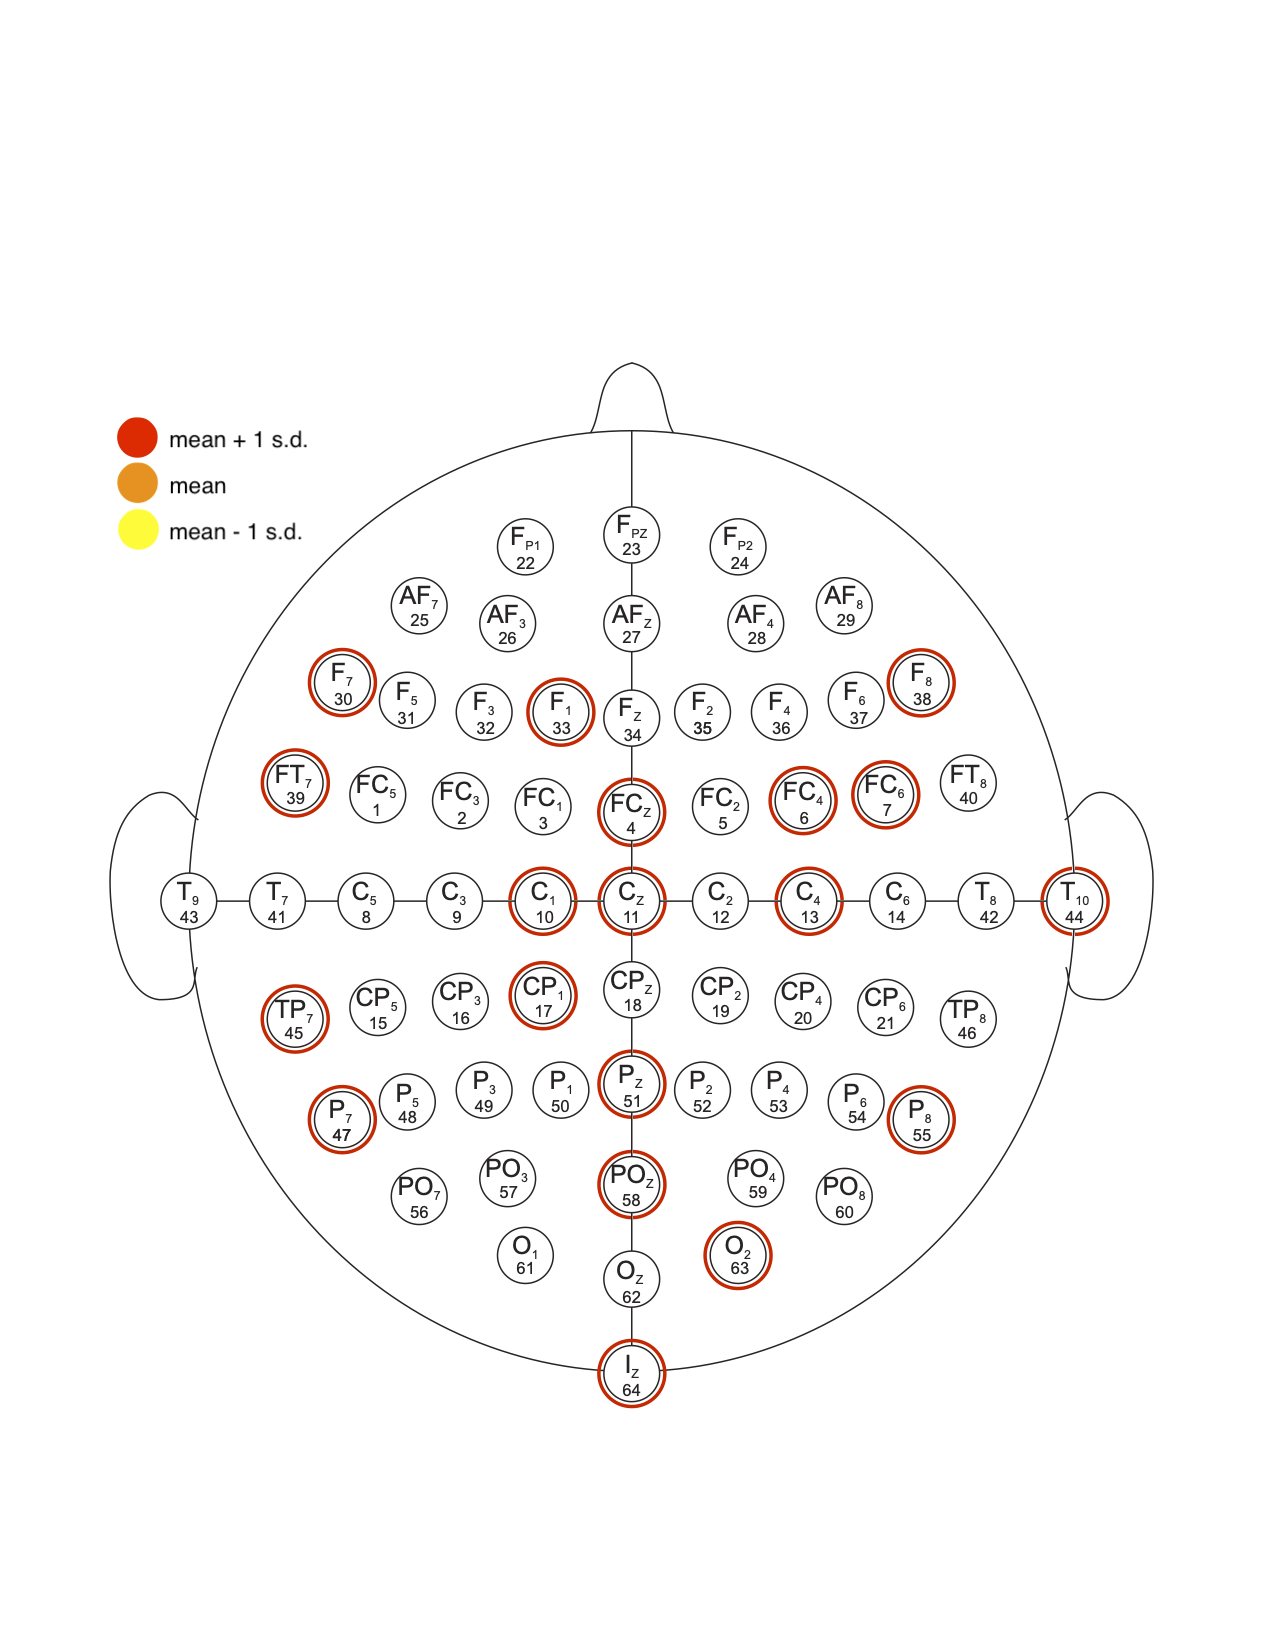 mean + 1 s.d.
mean
mean - 1 s.d.
FP1 FPZ FP2
22 23 24
AF7 AF3 AFZ AF4 AF8
25 26 27 28 29
F7 F5 F3 F1 FZ F2 F4 F6 F8
30 31 32 33 34 35 36 37 38
FT7 FC5 FC3 FC1 FCZ FC2 FC4 FC6 FT8
39 1 2 3 4 5 6 7 40
T9 T7 C5 C3 C1 CZ C2 C4 C6 T8 T10
43 41 8 9 10 11 12 13 14 42 44
TP7 CP5 CP3 CP1 CPZ CP2 CP4 CP6 TP8
45 15 16 17 18 19 20 21 46
P7 P5 P3 P1 PZ P2 P4 P6 P8
47 48 49 50 51 52 53 54 55
PO7 PO3 POZ PO4 PO8
56 57 58 59 60
O1 OZ O2
61 62 63
IZ
64